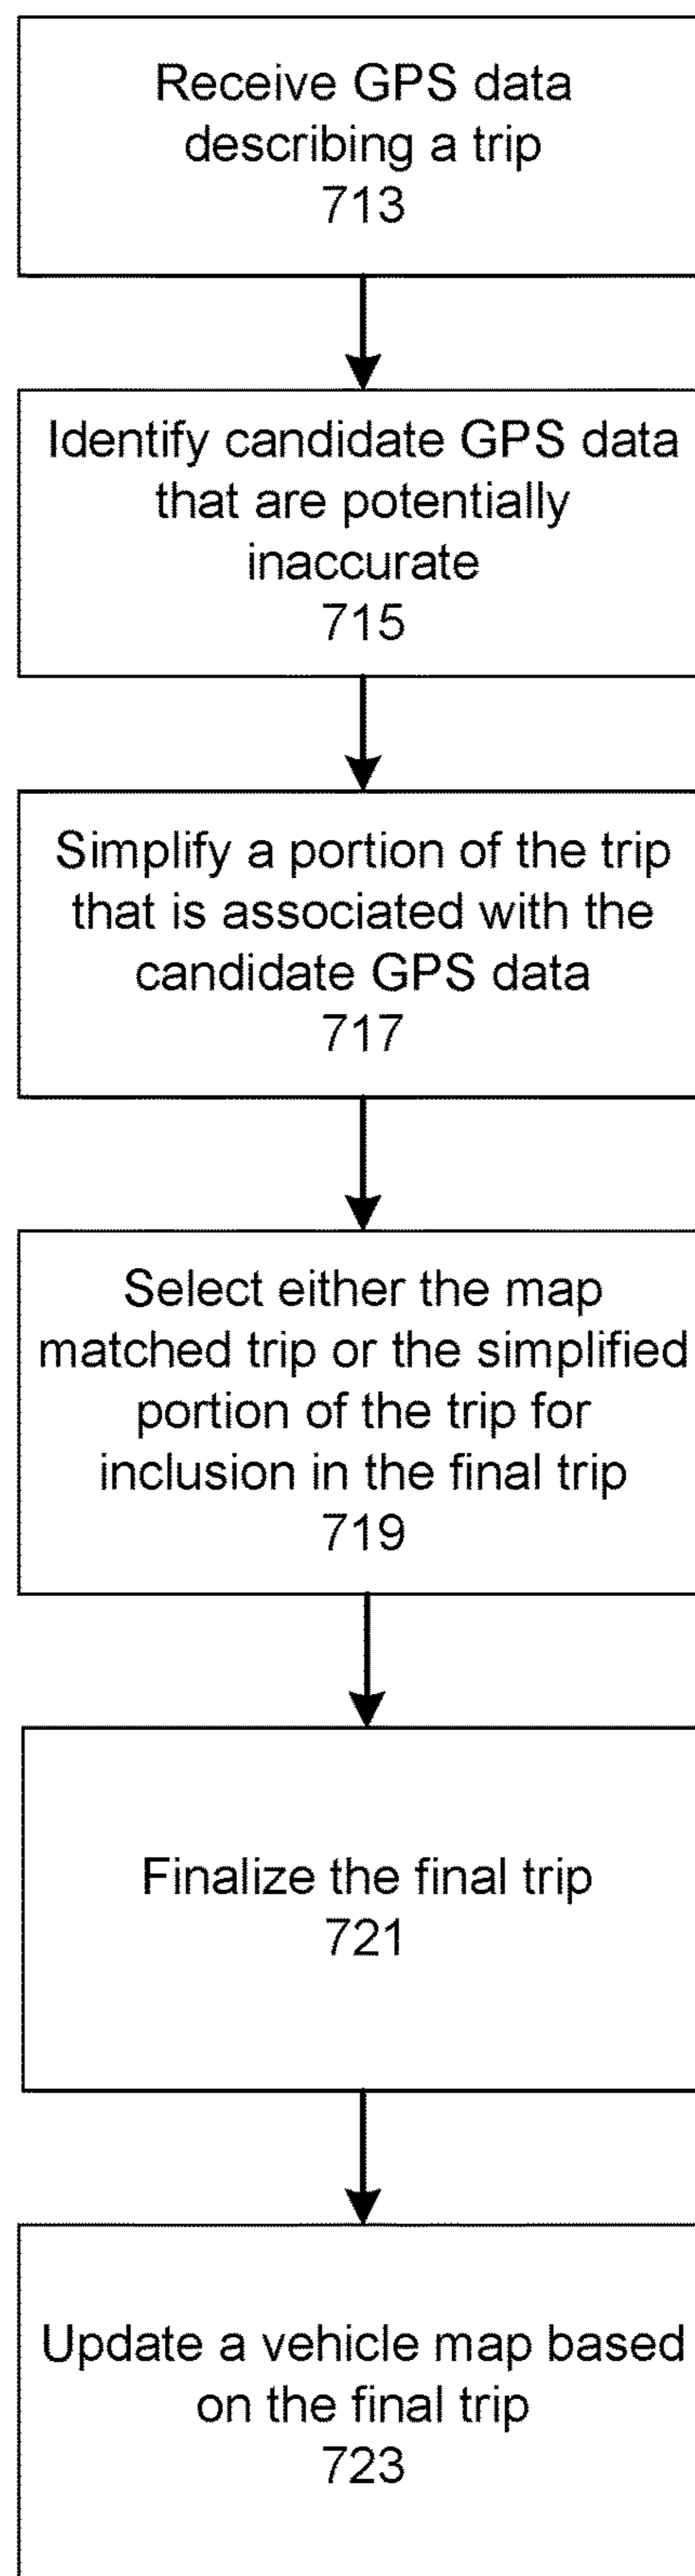 Receive GPS data
describing a trip
713
Identify candidate GPS data
that are potentially
inaccurate
715
Simplify a portion of the trip
that is associated with the
candidate GPS data
717
Select either the map
matched trip or the simplified
portion of the trip for
inclusion in the final trip
719
Finalize the final trip
721
Update a vehicle map based
on the final trip
723